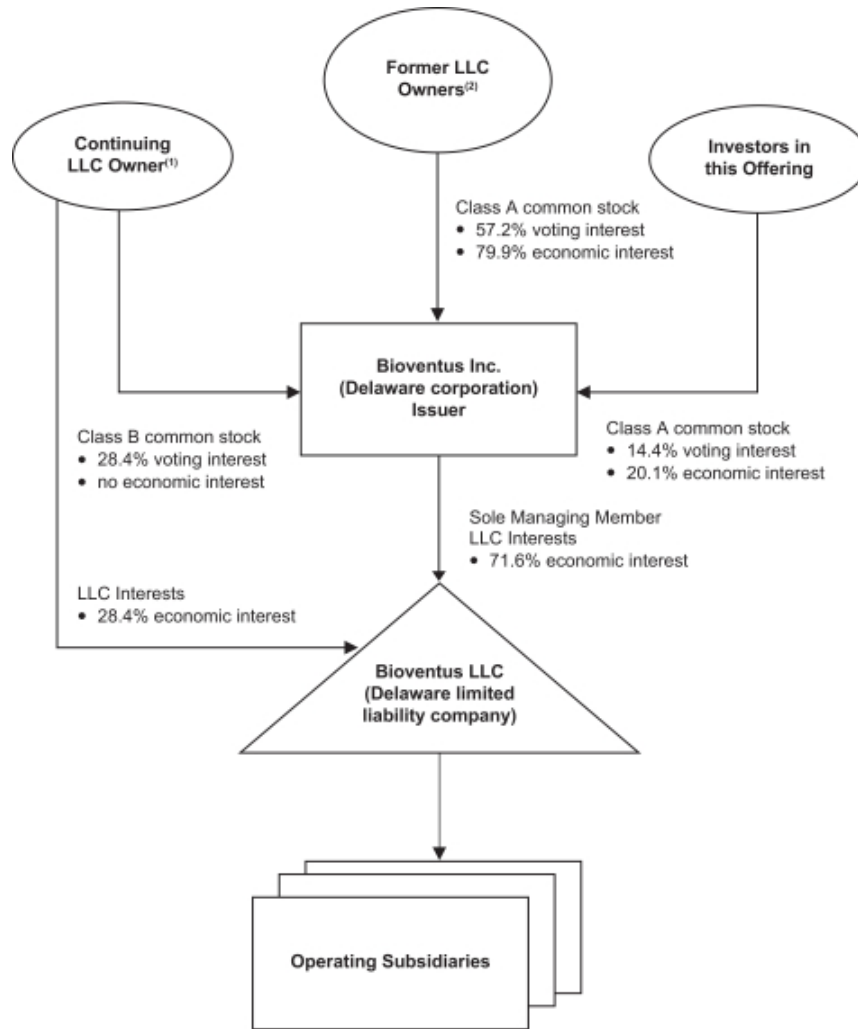 Former LLC
Owners(2)
Continuing
LLC Owner(1)
Investors in
this Offering
Class A common stock
• 57.2% voting interest
• 79.9% economic interest
Bioventus Inc.
(Delaware corporation)
Issuer
Class B common stock
• 28.4% voting interest
• no economic interest
Class A common stock
• 14.4% voting interest
• 20.1% economic interest
Sole Managing Member
LLC Interests
• 71.6% economic interest
LLC Interests
• 28.4% economic interest
Bioventus LLC
(Delaware limited
liability company)
Operating Subsidiaries